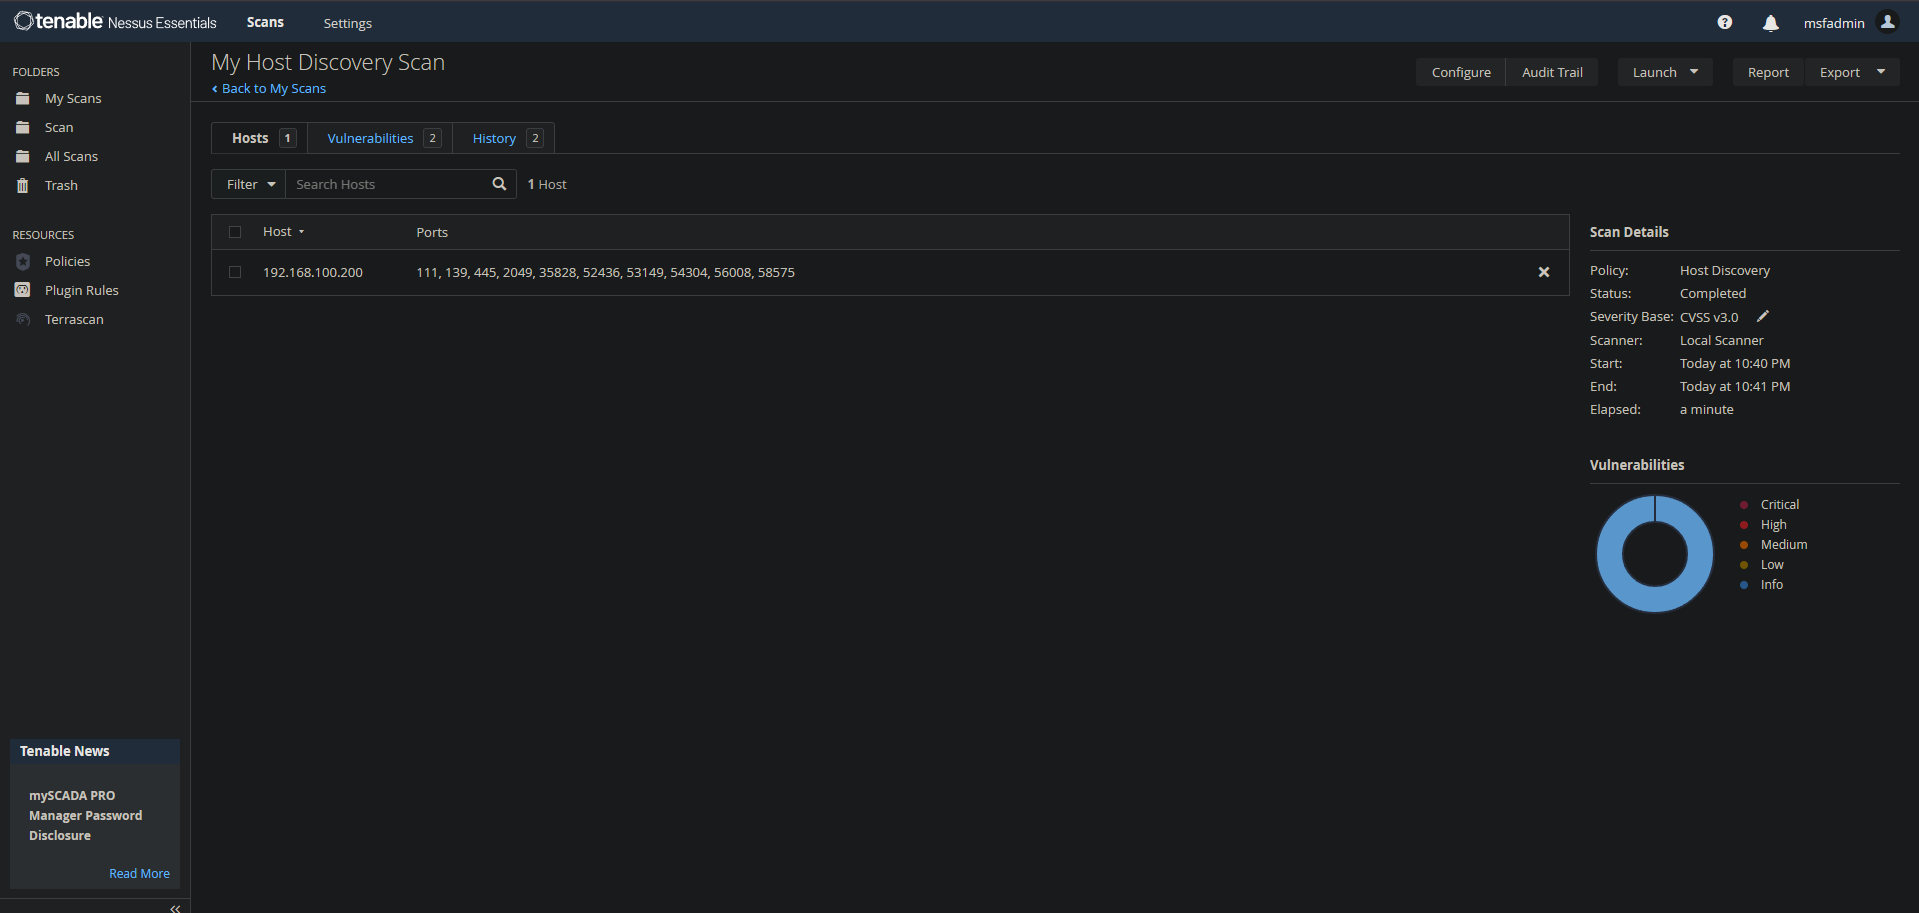 tenable Nessus Essentials Scans Settings msfadmin
FOLDERS
My Scans
Scan
All Scans
Trash
RESOURCES
Policies
Plugin Rules
Terrascan
Tenable News
mySCADA PRO
Manager Password
Disclosure
Read More
My Host Discovery Scan
Back to My Scans
Configure Audit Trail Launch Report Export
Hosts 1 Vulnerabilities 2 History 2
Filter Search Hosts 1 Host
Host Ports
192.168.100.200 111, 139, 445, 2049, 35828, 52436, 53149, 54304, 56008, 58575
Scan Details
Policy: Host Discovery
Status: Completed
Severity Base: CVSS v3.0
Scanner: Local Scanner
Start: Today at 10:40 PM
End: Today at 10:41 PM
Elapsed: a minute
Vulnerabilities
Critical
High
Medium
Low
Info